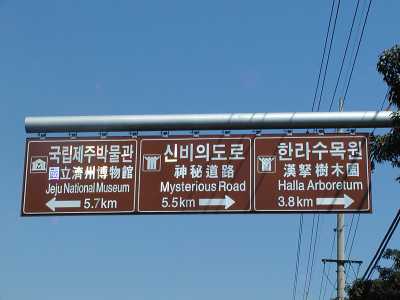 국립제주박물관
國立濟州博物館
Jeju National Museum
5.7km
신비의도로
神秘道路
Mysterious Road
5.5km
한라수목원
漢拏樹木園
Halla Arboretum
3.8km